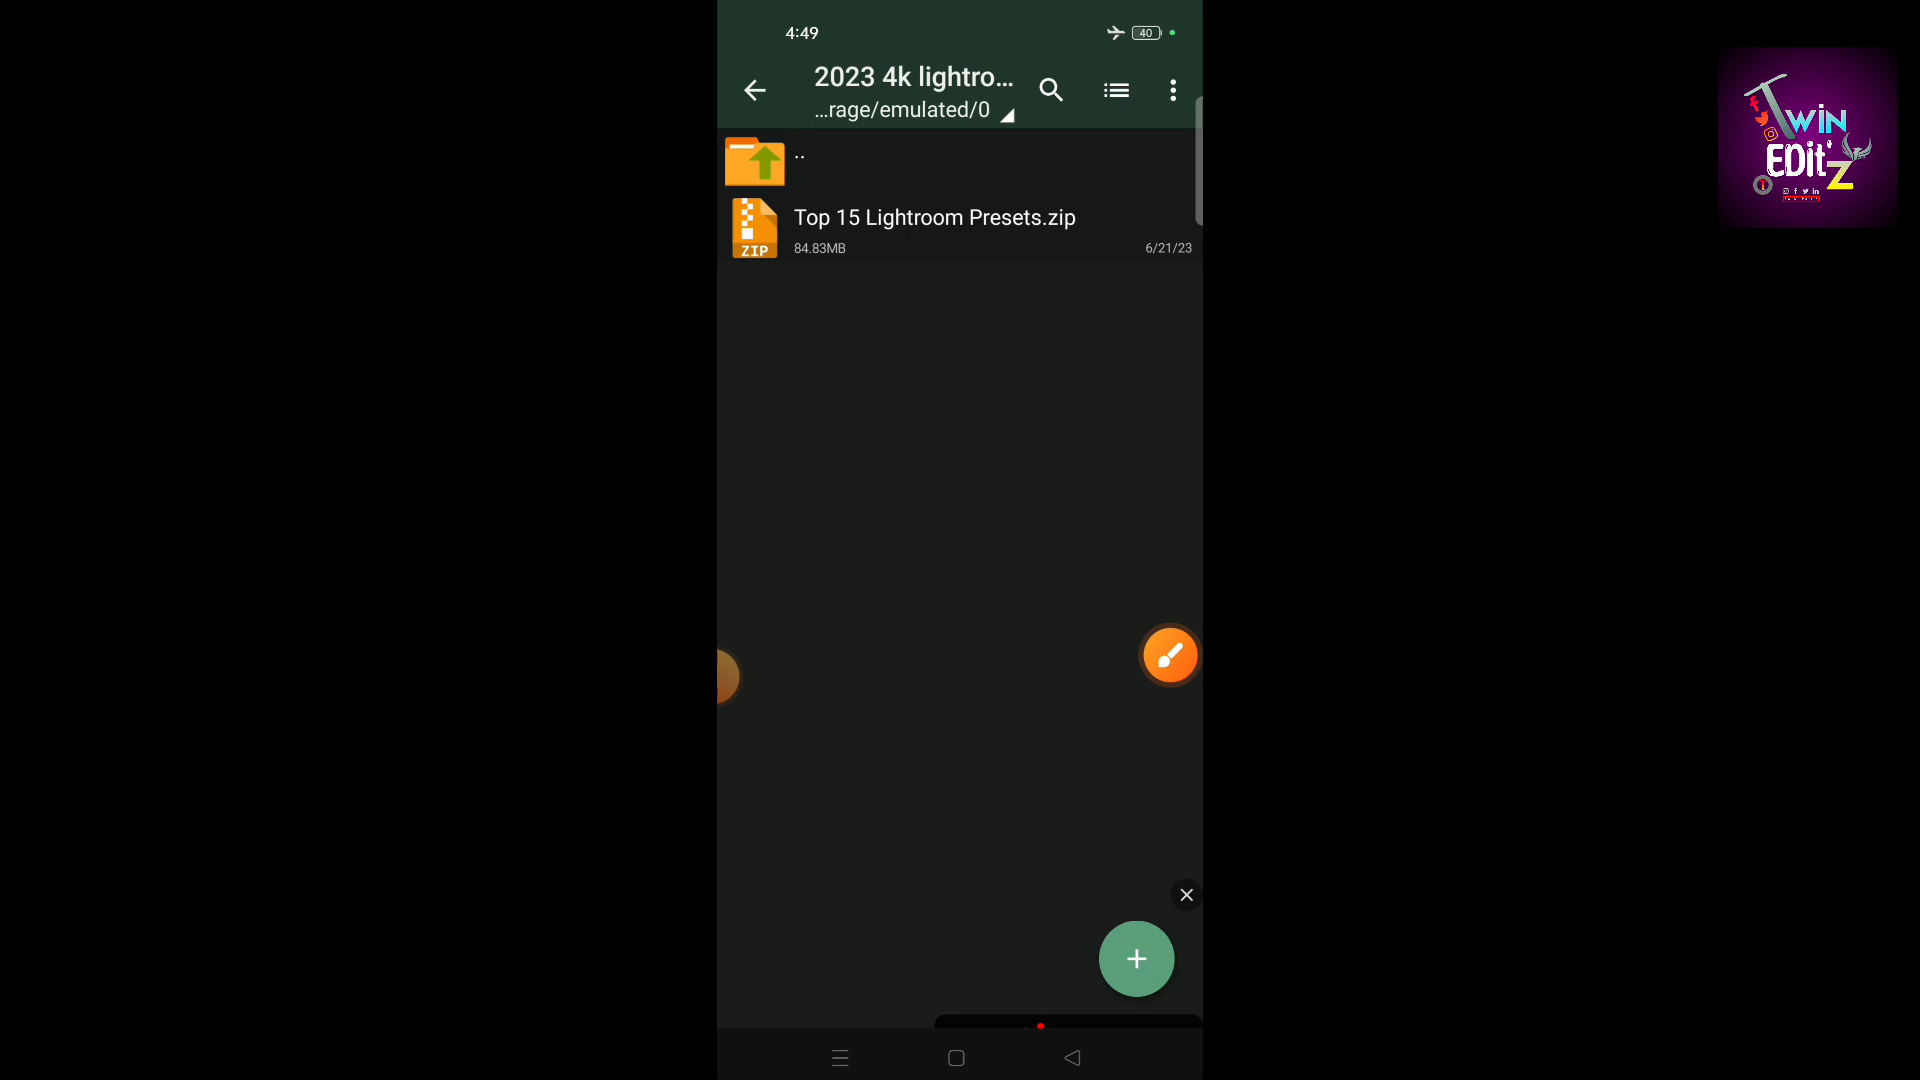 4:49
40
2023 4k lightro...
...rage/emulated/0
..
Top 15 Lightroom Presets.zip
ZIP
84.83MB
6/21/23
Twin
EDit'Z